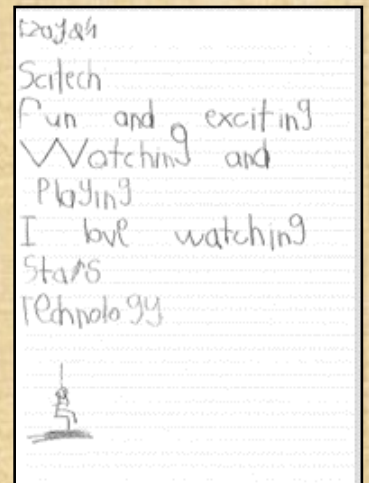 Scitech
Fun and exciting
Watching and
Playing
I love watching
Stars
Technology